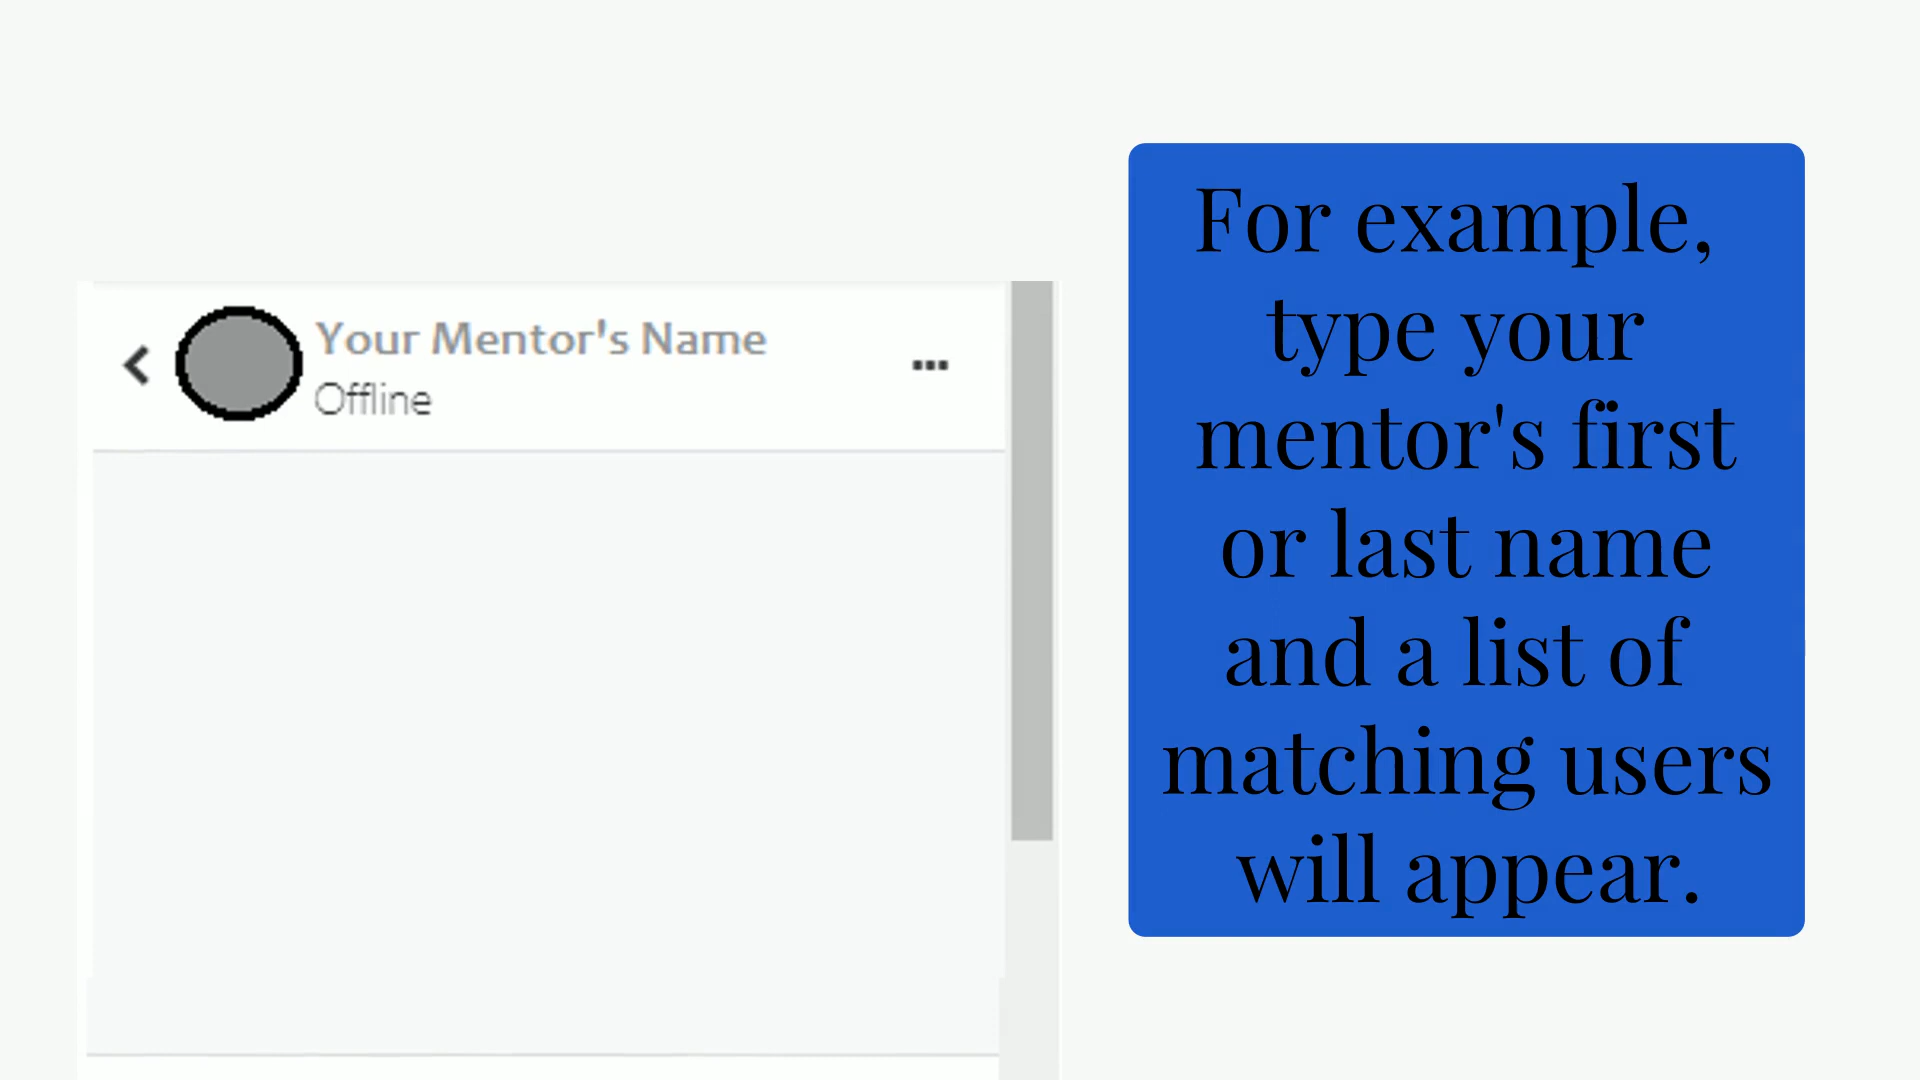 Your Mentor's Name
Offline
For example,
type your
mentor's first
or last name
and a list of
matching users
will appear.